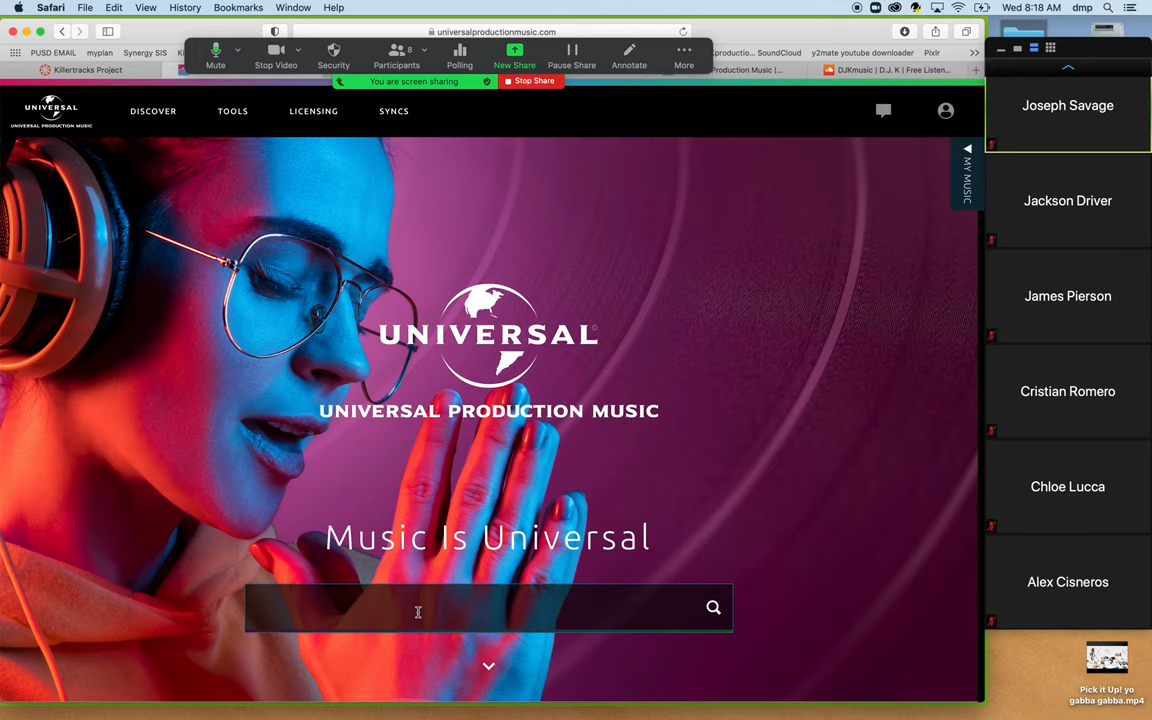 Safari File Edit View History Bookmarks Window Help
Wed 8:18 AM dmp
universalproductionmusic.com
PUSD EMAIL myplan Synergy SIS
SoundCloud y2mate youtube downloader Pixlr
Mute Stop Video Security Participants 8 Polling New Share Pause Share Annotate More
Killertracks Project
Production Music |...
DJKmusic | D.J. K | Free Listen...
You are screen sharing Stop Share
UNIVERSAL
UNIVERSAL PRODUCTION MUSIC
DISCOVER TOOLS LICENSING SYNCS
MY MUSIC
UNIVERSAL
UNIVERSAL PRODUCTION MUSIC
Music Is Universal
Joseph Savage
Jackson Driver
James Pierson
Cristian Romero
Chloe Lucca
Alex Cisneros
Pick it Up! yo
gabba gabba.mp4